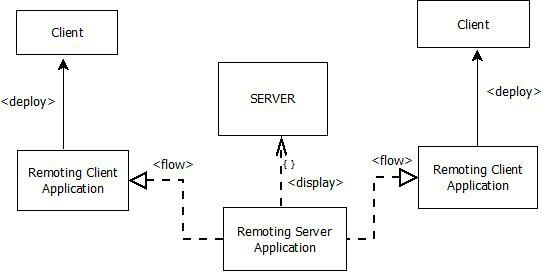 Client
Client
<deploy>
SERVER
<deploy>
<flow>
{ }
<flow>
Remoting Client
Application
<display>
Remoting Client
Application
Remoting Server
Application